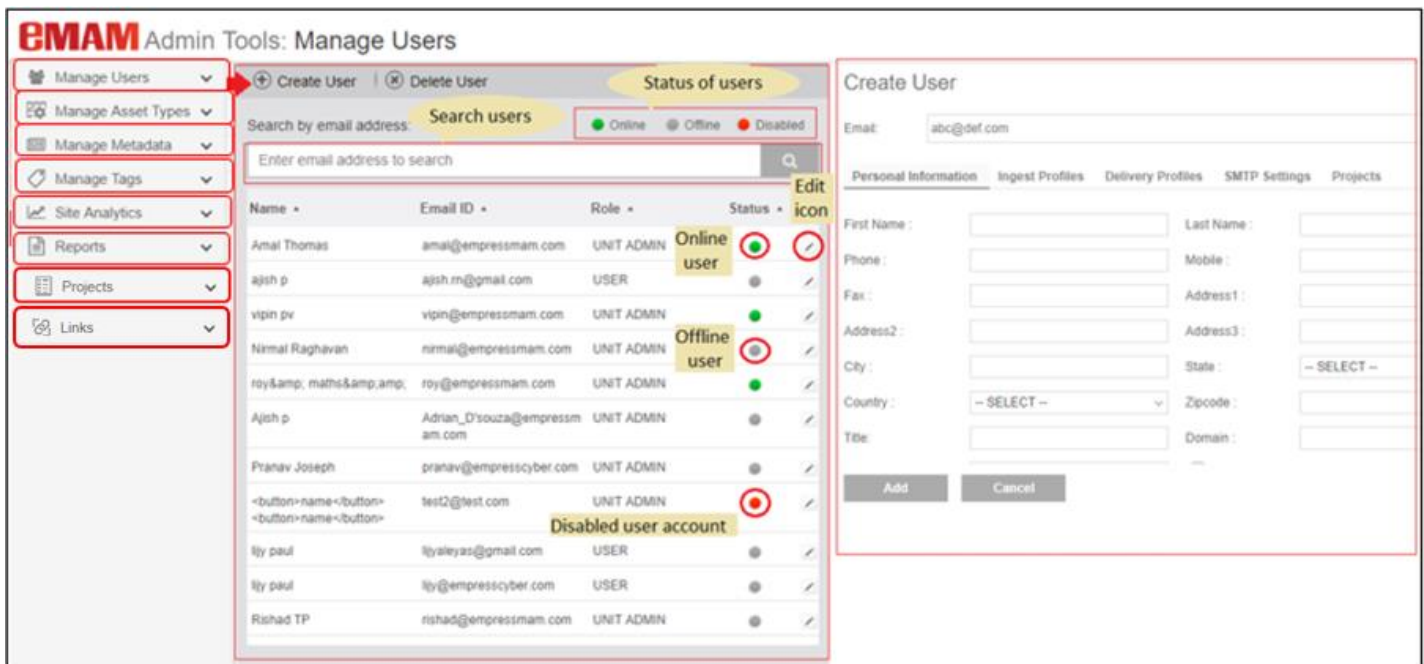 eMAM Admin Tools: Manage Users
Manage Users
Manage Asset Types
Manage Metadata
Manage Tags
Site Analytics
Reports
Projects
Links
Create User | Delete User
Status of users
Search by email address:
Search users
Online Offline Disabled
Enter email address to search
Edit
icon
Name Email ID Role Status
Amal Thomas amal@empressmam.com UNIT ADMIN
Online
user
ajish p ajish.rn@gmail.com USER
vipin pv vipin@empressmam.com UNIT ADMIN
Nirmal Raghavan nirmal@empressmam.com UNIT ADMIN
Offline
user
roy&amp; maths&amp;amp; roy@empressmam.com UNIT ADMIN
Ajish p Adrian_D'souza@empressm UNIT ADMIN
am.com
Pranav Joseph pranav@empresscyber.com UNIT ADMIN
<button>name</button> test2@test.com UNIT ADMIN
<button>name</button>
Disabled user account
lijy paul lijyaleyas@gmail.com USER
lijy paul lijy@empresscyber.com USER
Rishad TP rishad@empressmam.com UNIT ADMIN
Create User
Email: abc@def.com
Personal Information Ingest Profiles Delivery Profiles SMTP Settings Projects
First Name : Last Name :
Phone : Mobile :
Fax : Address1 :
Address2 : Address3 :
City : State : -- SELECT --
Country : -- SELECT -- Zipcode :
Title: Domain :
Add Cancel